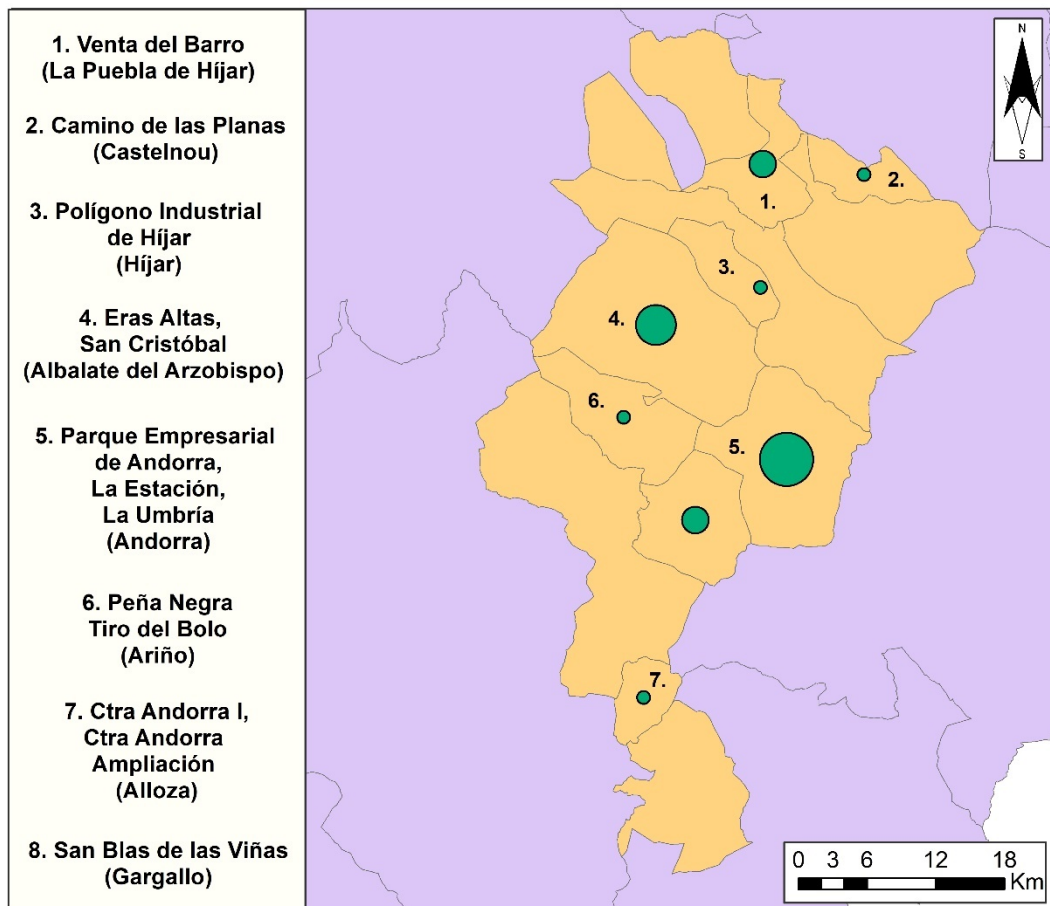 1. Venta del Barro
(La Puebla de Híjar)
2. Camino de las Planas
(Castelnou)
3. Polígono Industrial
de Híjar
(Híjar)
4. Eras Altas,
San Cristóbal
(Albalate del Arzobispo)
5. Parque Empresarial
de Andorra,
La Estación,
La Umbría
(Andorra)
6. Peña Negra
Tiro del Bolo
(Ariño)
7. Ctra Andorra I,
Ctra Andorra
Ampliación
(Alloza)
8. San Blas de las Viñas
(Gargallo)
N
S
1.
2.
3.
4.
5.
6.
7.
0 3 6 12 18
Km